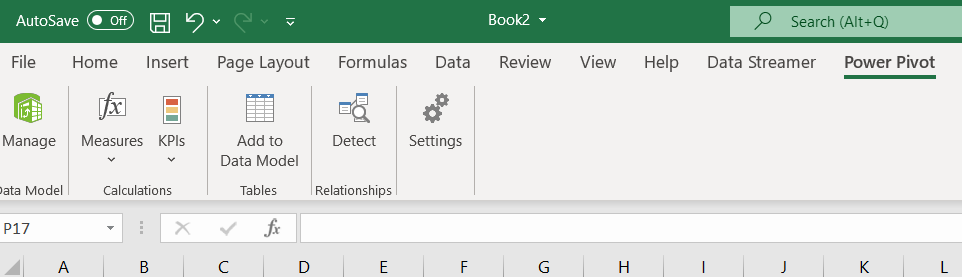 AutoSave Off Book2 Search (Alt+Q)
File Home Insert Page Layout Formulas Data Review View Help Data Streamer Power Pivot
Manage Measures KPIs Add to Data Model Detect Settings
Data Model Calculations Tables Relationships
P17 fx
A B C D E F G H I J K L